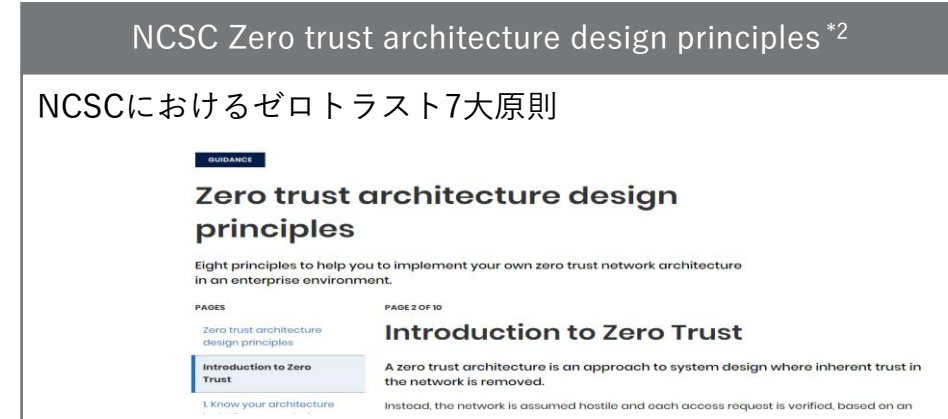 NCSC Zero trust architecture design principles *2
NCSCにおけるゼロトラスト7大原則
GUIDANCE
Zero trust architecture design
principles
Eight principles to help you to implement your own zero trust network architecture
in an enterprise environment.
PAGES
PAGE 2 OF 10
Zero trust architecture
design principles
Introduction to Zero
Trust
1. Know your architecture
Introduction to Zero Trust
A zero trust architecture is an approach to system design where inherent trust in
the network is removed.
Instead, the network is assumed hostile and each access request is verified, based on an